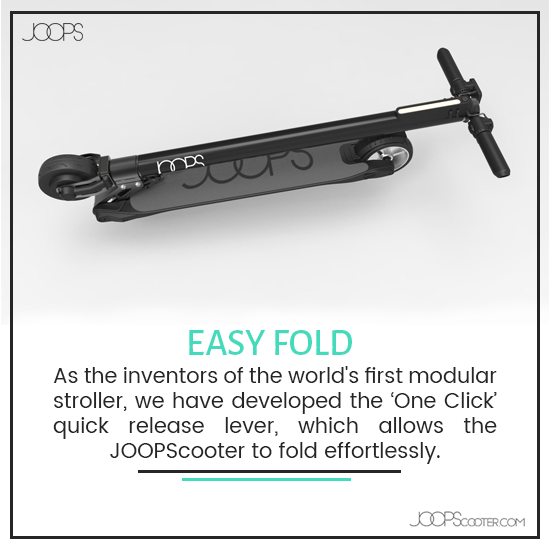 JOOPS
JOOPS
JOOPS
EASY FOLD
As the inventors of the world's first modular
stroller, we have developed the ‘One Click’
quick release lever, which allows the
JOOPScooter to fold effortlessly.
JOOPSCOOTER.COM